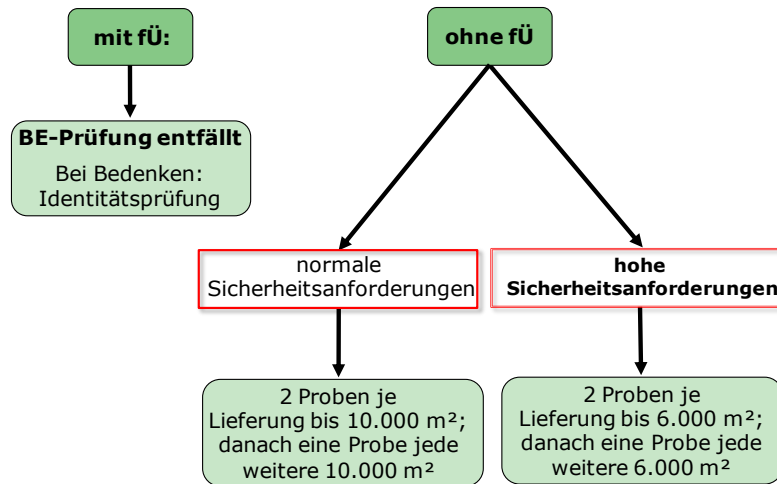 mit fÜ:
ohne fÜ
BE-Prüfung entfällt
Bei Bedenken:
Identitätsprüfung
normale
Sicherheitsanforderungen
hohe
Sicherheitsanforderungen
2 Proben je
Lieferung bis 10.000 m²;
danach eine Probe jede
weitere 10.000 m²
2 Proben je
Lieferung bis 6.000 m²;
danach eine Probe jede
weitere 6.000 m²